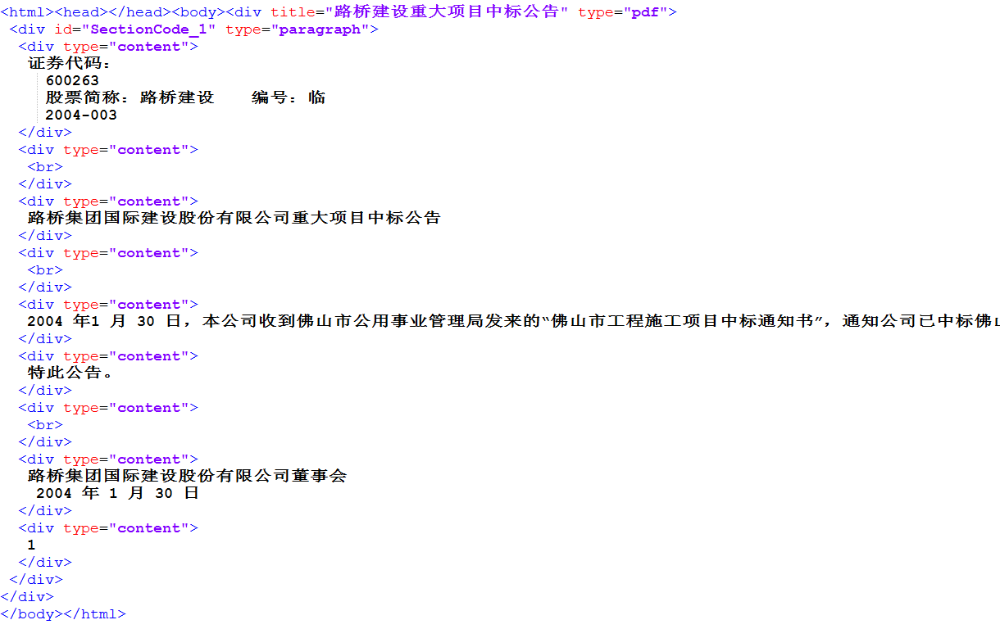 <html><head></head><body><div title="路桥建设重大项目中标公告" type="pdf">
<div id="SectionCode_1" type="paragraph">
<div type="content">
证券代码：
600263
股票简称：路桥建设 编号：临
2004-003
</div>
<div type="content">
<br>
</div>
<div type="content">
路桥集团国际建设股份有限公司重大项目中标公告
</div>
<div type="content">
<br>
</div>
<div type="content">
2004 年1 月 30 日，本公司收到佛山市公用事业管理局发来的“佛山市工程施工项目中标通知书”，通知公司已中标佛山
</div>
<div type="content">
特此公告。
</div>
<div type="content">
<br>
</div>
<div type="content">
路桥集团国际建设股份有限公司董事会
2004 年 1 月 30 日
</div>
<div type="content">
1
</div>
</div>
</div>
</body></html>